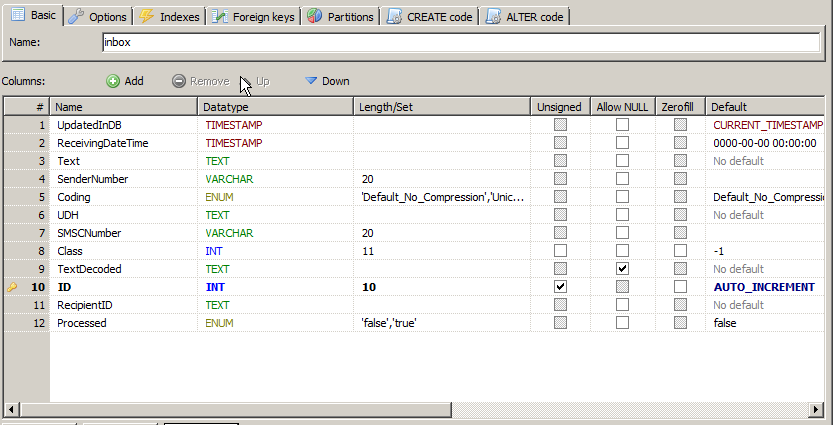 Basic Options Indexes Foreign keys Partitions CREATE code ALTER code
Name: inbox
Columns: Add Remove Up Down
# Name Datatype Length/Set Unsigned Allow NULL Zerofill Default
1 UpdatedInDB TIMESTAMP CURRENT_TIMESTAMP
2 ReceivingDateTime TIMESTAMP 0000-00-00 00:00:00
3 Text TEXT No default
4 SenderNumber VARCHAR 20
5 Coding ENUM 'Default_No_Compression','Unic... Default_No_Compressio
6 UDH TEXT No default
7 SMSCNumber VARCHAR 20
8 Class INT 11 -1
9 TextDecoded TEXT No default
10 ID INT 10 AUTO_INCREMENT
11 RecipientID TEXT No default
12 Processed ENUM 'false','true' false